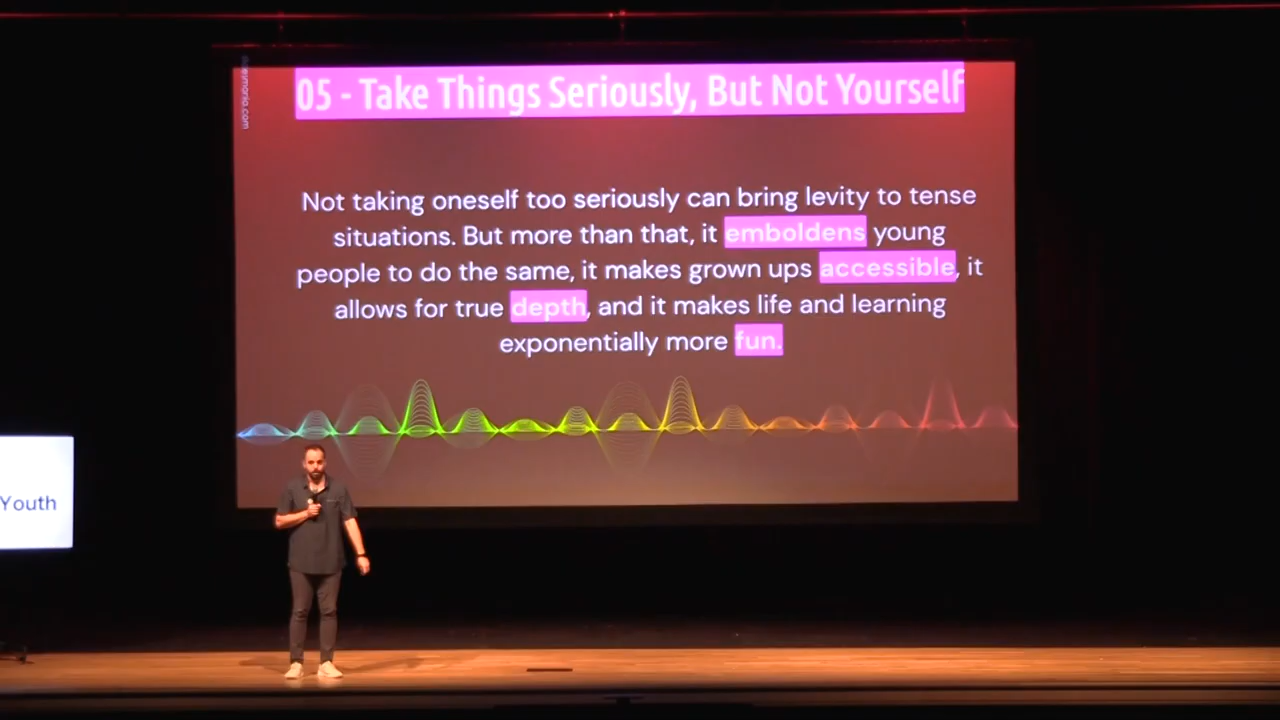 05 - Take Things Seriously, But Not Yourself
Not taking oneself too seriously can bring levity to tense
situations. But more than that, it emboldens young
people to do the same, it makes grown ups accessible, it
allows for true depth, and it makes life and learning
exponentially more fun.
Youth